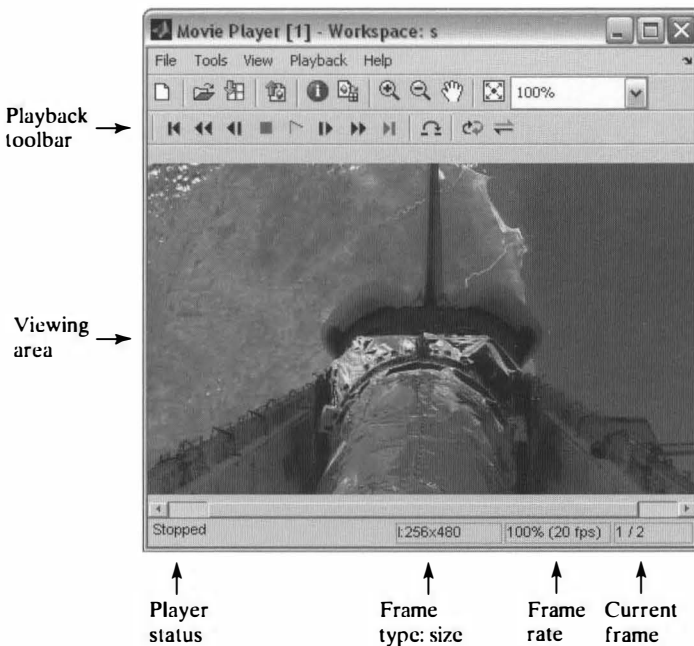 Movie Player [1] - Workspace: s
File Tools View Playback Help
100%
Playback
toolbar
Viewing
area
Stopped
I:256x480
100% (20 fps)
1 / 2
Player
status
Frame
type: size
Frame
rate
Current
frame